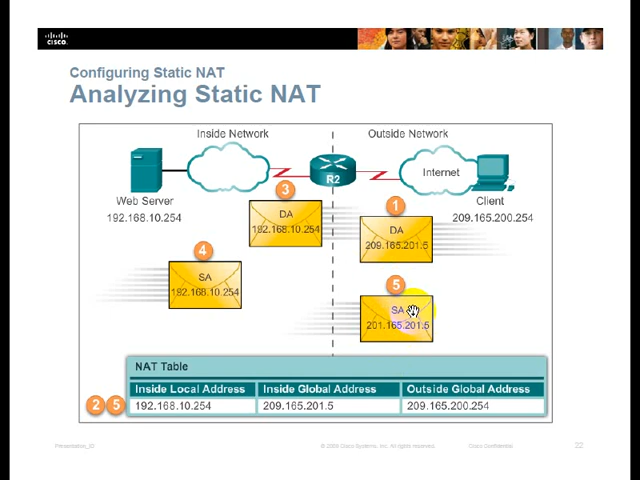 CISCO
Configuring Static NAT
Analyzing Static NAT
Inside Network
Outside Network
R2
Internet
Web Server
192.168.10.254
Client
209.165.200.254
3
DA
192.168.10.254
1
DA
209.165.201.5
4
SA
192.168.10.254
5
SA
201.165.201.5
NAT Table
Inside Local Address Inside Global Address Outside Global Address
2 5 192.168.10.254 209.165.201.5 209.165.200.254
Presentation_ID © 2008 Cisco Systems, Inc. All rights reserved. Cisco Confidential 22